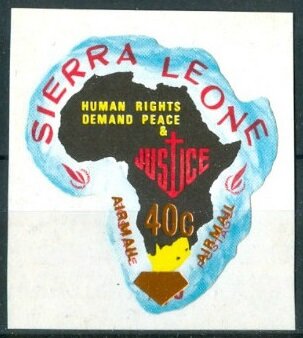 SIERRA LEONE
HUMAN RIGHTS
DEMAND PEACE
&
JUSTICE
40c
AIRMAIL
AIRMAIL